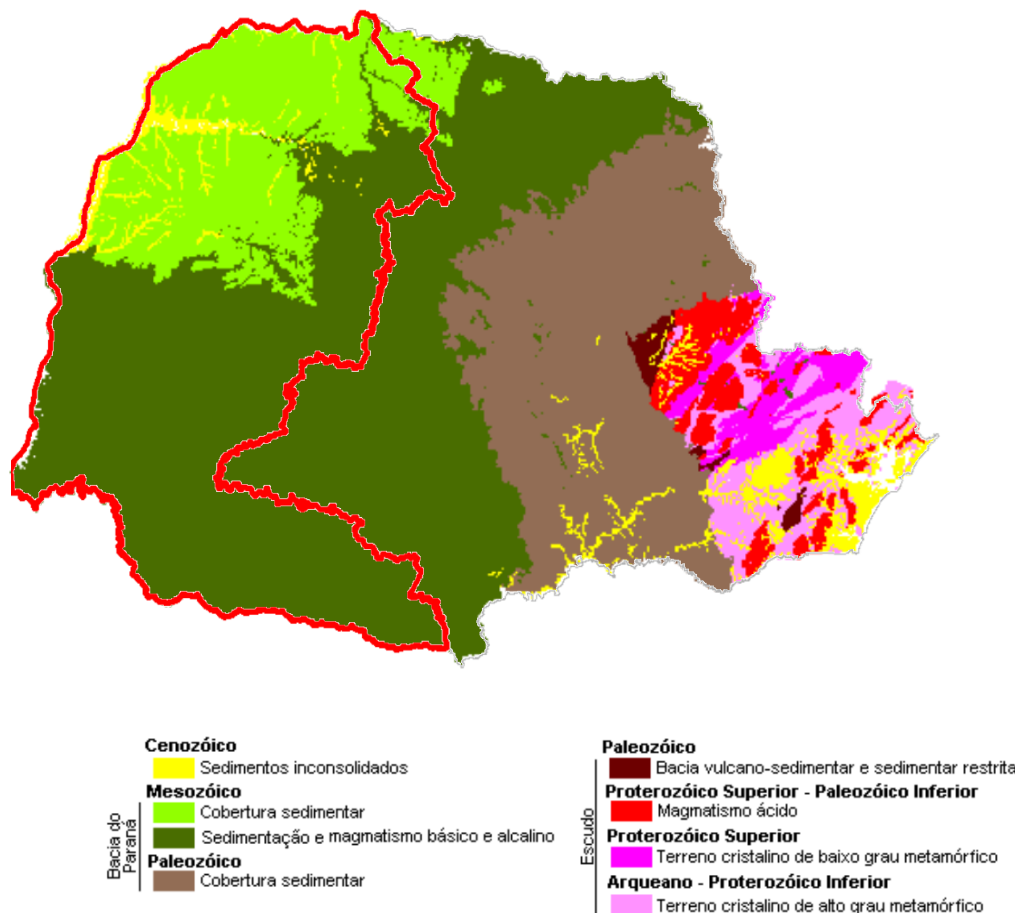 Cenozóico
Sedimentos inconsolidados
Mesozóico
Cobertura sedimentar
Sedimentação e magmatismo básico e alcalino
Paleozóico
Cobertura sedimentar
Bacia do
Paraná
Paleozóico
Bacia vulcano-sedimentar e sedimentar restrita
Proterozóico Superior - Paleozóico Inferior
Magmatismo ácido
Proterozóico Superior
Terreno cristalino de baixo grau metamórfico
Arqueano - Proterozóico Inferior
Terreno cristalino de alto grau metamórfico
Escudo